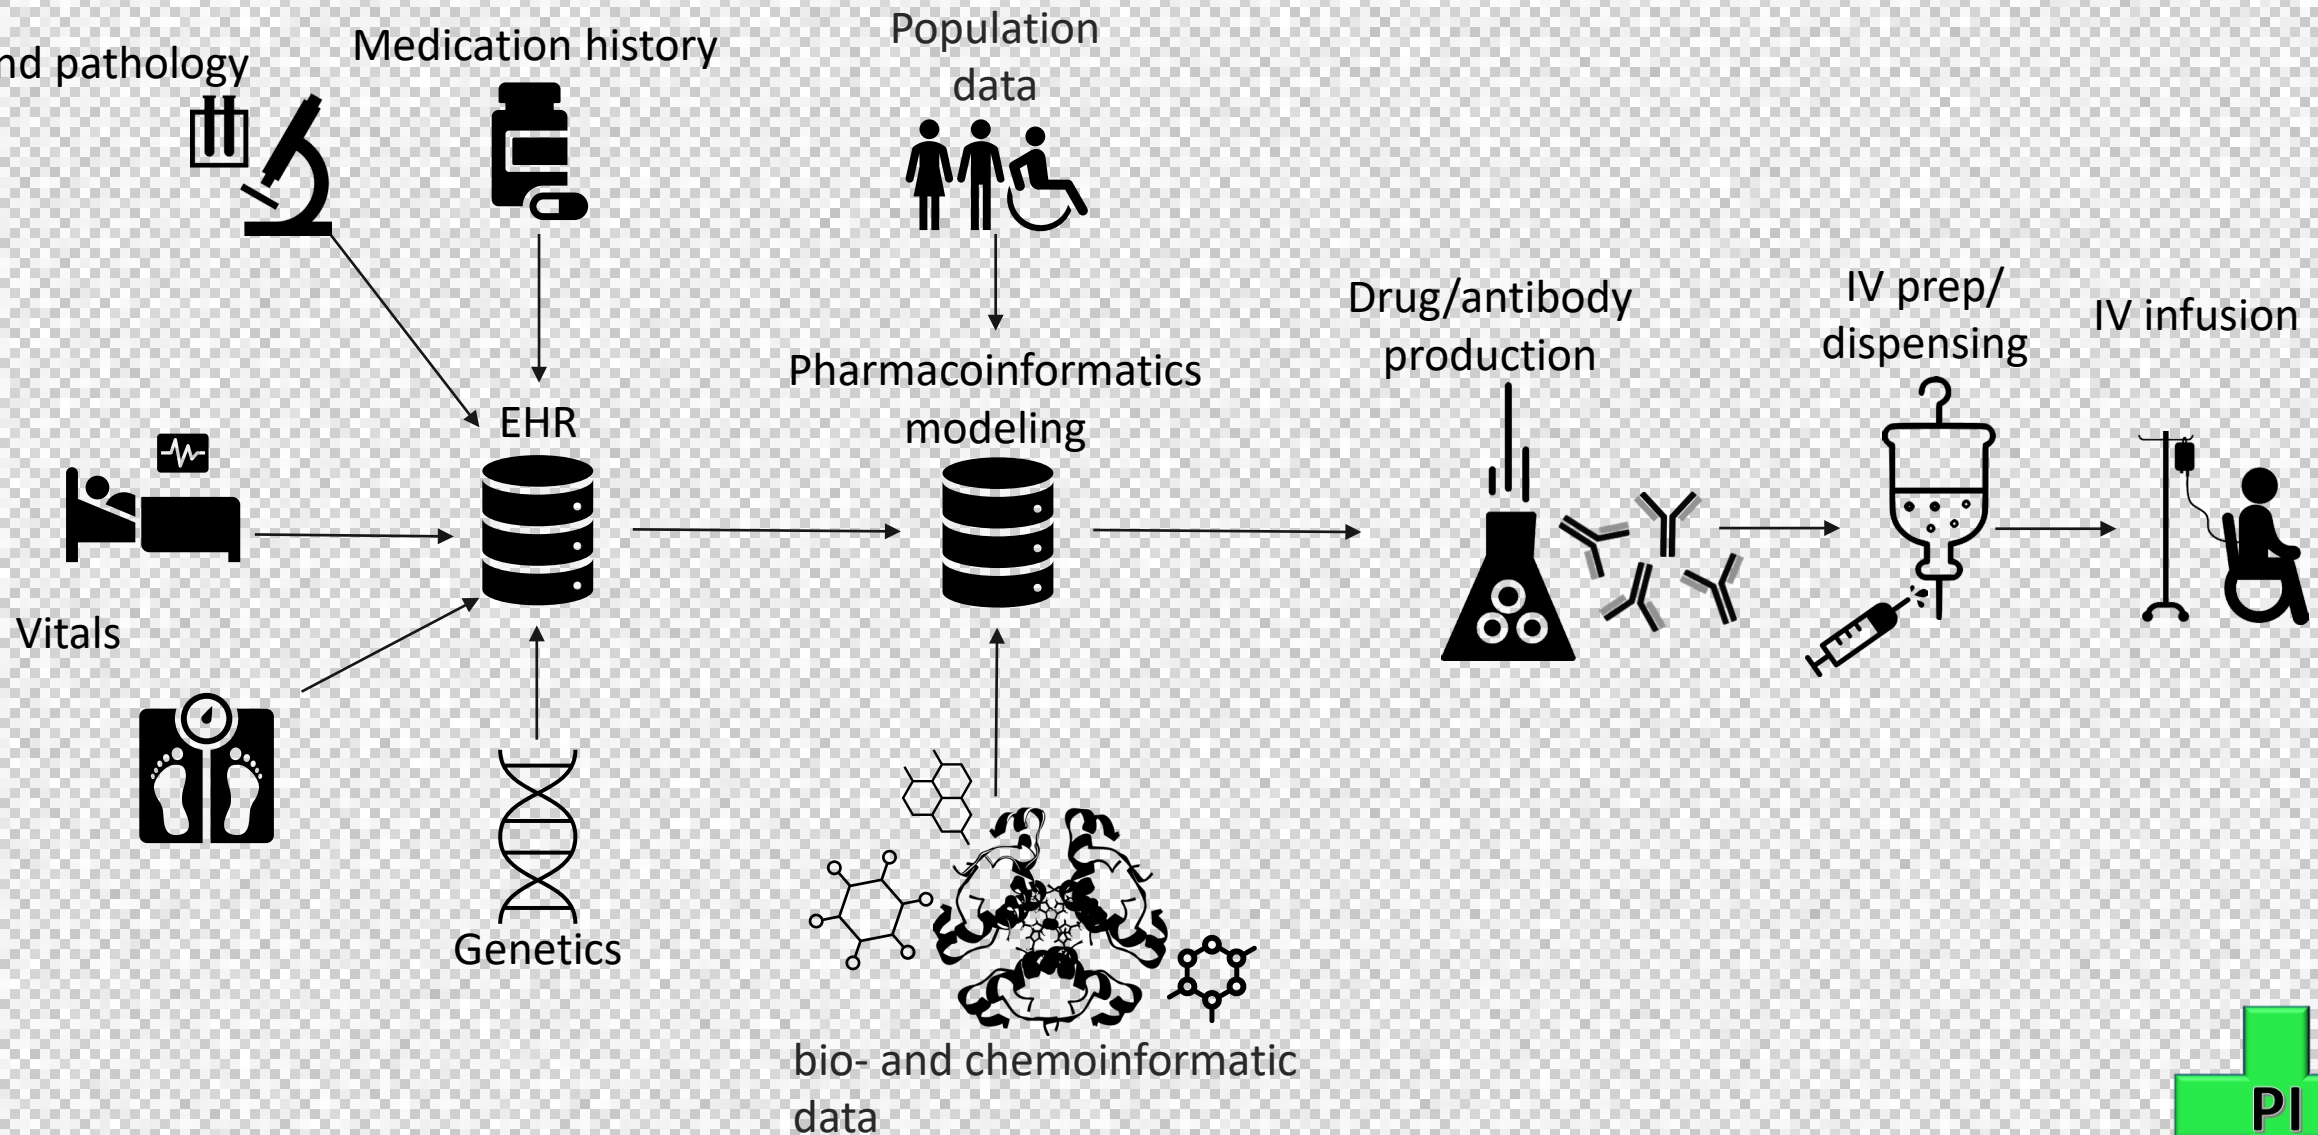 nd pathology
Medication history
Population
data
Drug/antibody
production
IV prep/
dispensing
IV infusion
Pharmacoinformatics
modeling
EHR
Vitals
Genetics
bio- and chemoinformatic
data
PI